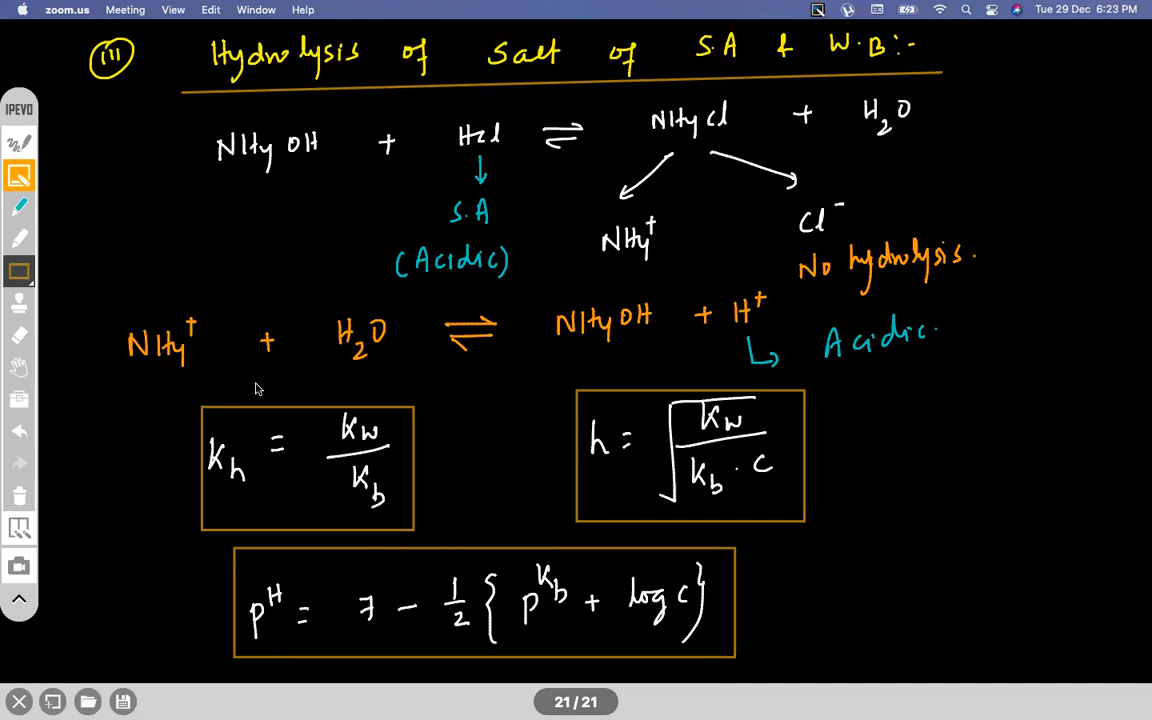 zoom.us Meeting View Edit Window Help Tue 29 Dec 6:23 PM
(iii) Hydrolysis of Salt of S.A & W.B:-
IPEVO
NH4OH + HCl ⇌ NH4Cl + H2O
↓
S.A
(Acidic)
NH4+ Cl-
No hydrolysis.
NH4+ + H2O ⇌ NH4OH + H+
↳ Acidic.
Kh = Kw / Kb
h = √(Kw / Kb · C)
pH = 7 - 1/2 { pKb + log C }
21/21